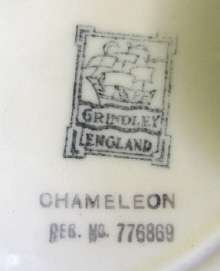 GRINDLEY
ENGLAND
CHAMELEON
REG. NO. 776869